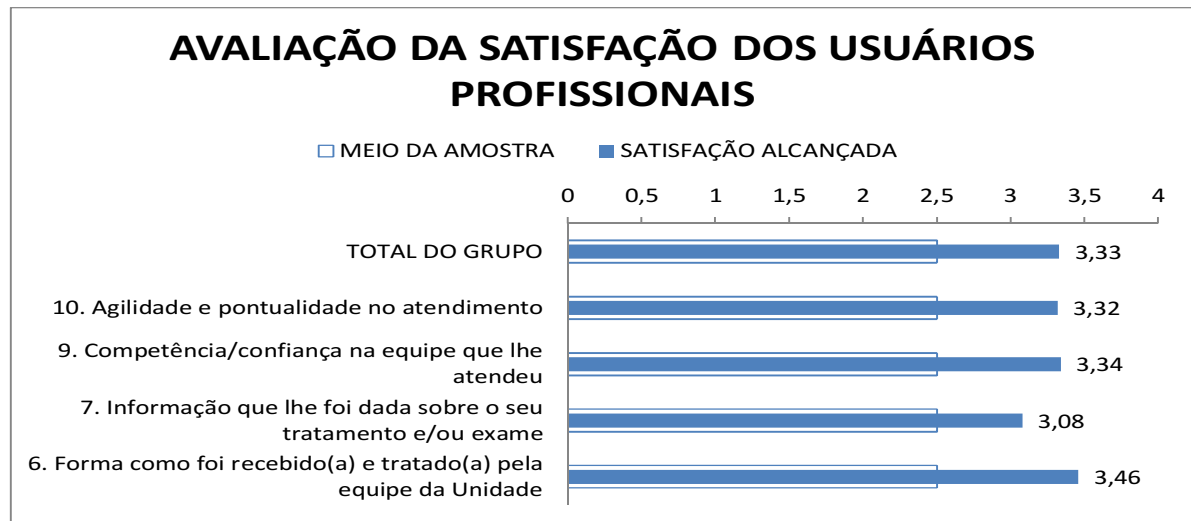 AVALIAÇÃO DA SATISFAÇÃO DOS USUÁRIOS
PROFISSIONAIS
MEIO DA AMOSTRA SATISFAÇÃO ALCANÇADA
0 0,5 1 1,5 2 2,5 3 3,5 4
TOTAL DO GRUPO 3,33
10. Agilidade e pontualidade no atendimento 3,32
9. Competência/confiança na equipe que lhe
atendeu 3,34
7. Informação que lhe foi dada sobre o seu
tratamento e/ou exame 3,08
6. Forma como foi recebido(a) e tratado(a) pela
equipe da Unidade 3,46